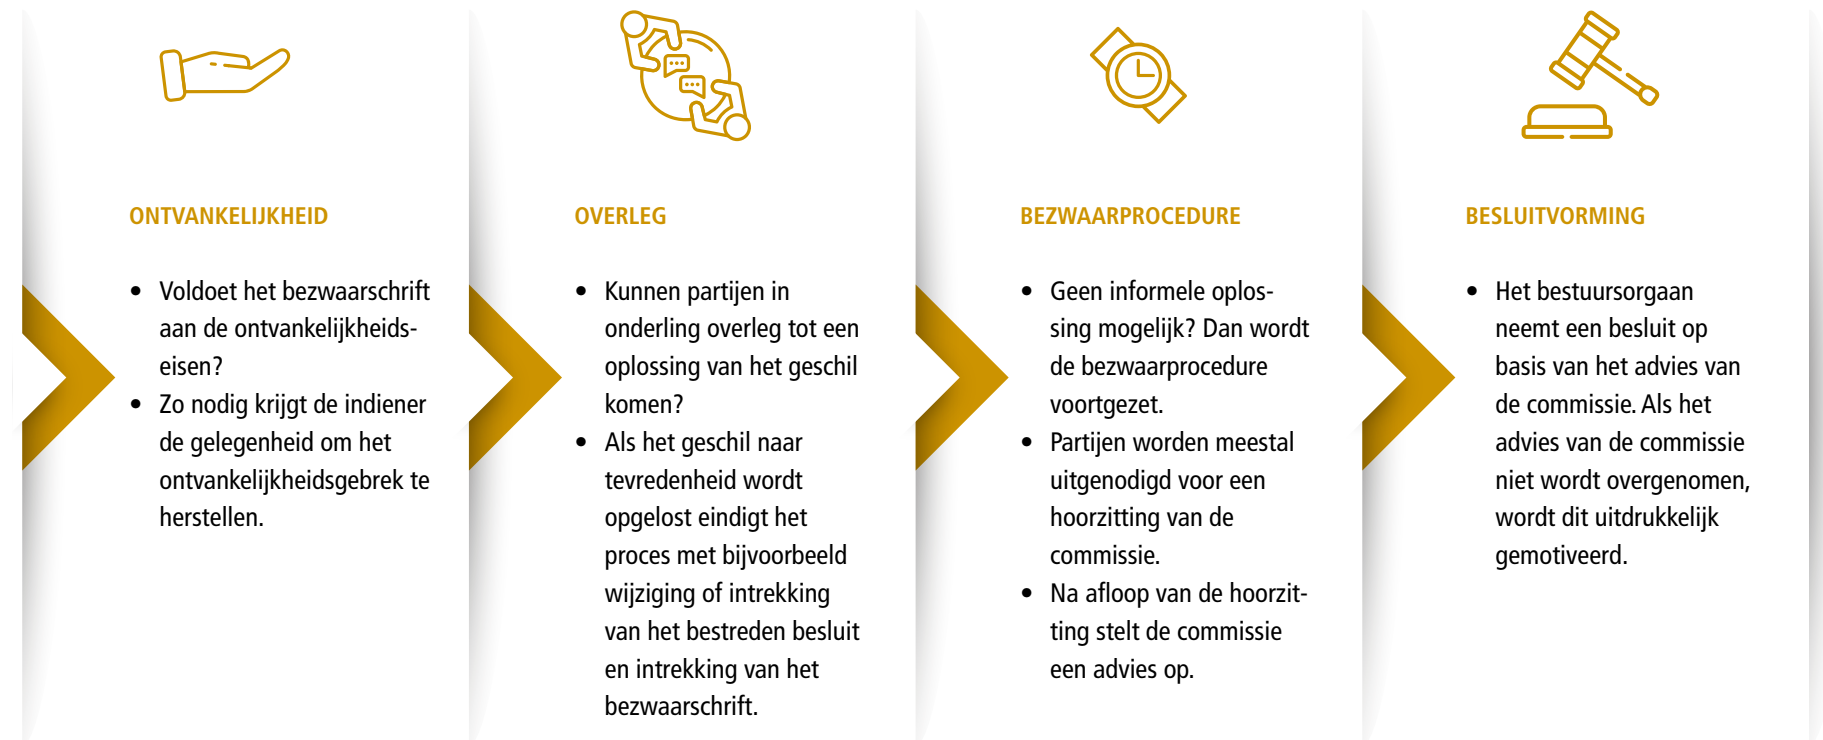 ONTVANKELIJKHEID
• Voldoet het bezwaarschrift
aan de ontvankelijkheids-
eisen?
• Zo nodig krijgt de indiener
de gelegenheid om het
ontvankelijkheidsgebrek te
herstellen.
OVERLEG
• Kunnen partijen in
onderling overleg tot een
oplossing van het geschil
komen?
• Als het geschil naar
tevredenheid wordt
opgelost eindigt het
proces met bijvoorbeeld
wijziging of intrekking
van het bestreden besluit
en intrekking van het
bezwaarschrift.
BEZWAARPROCEDURE
• Geen informele oplos-
sing mogelijk? Dan wordt
de bezwaarprocedure
voortgezet.
• Partijen worden meestal
uitgenodigd voor een
hoorzitting van de
commissie.
• Na afloop van de hoorzit-
ting stelt de commissie
een advies op.
BESLUITVORMING
• Het bestuursorgaan
neemt een besluit op
basis van het advies van
de commissie. Als het
advies van de commissie
niet wordt overgenomen,
wordt dit uitdrukkelijk
gemotiveerd.